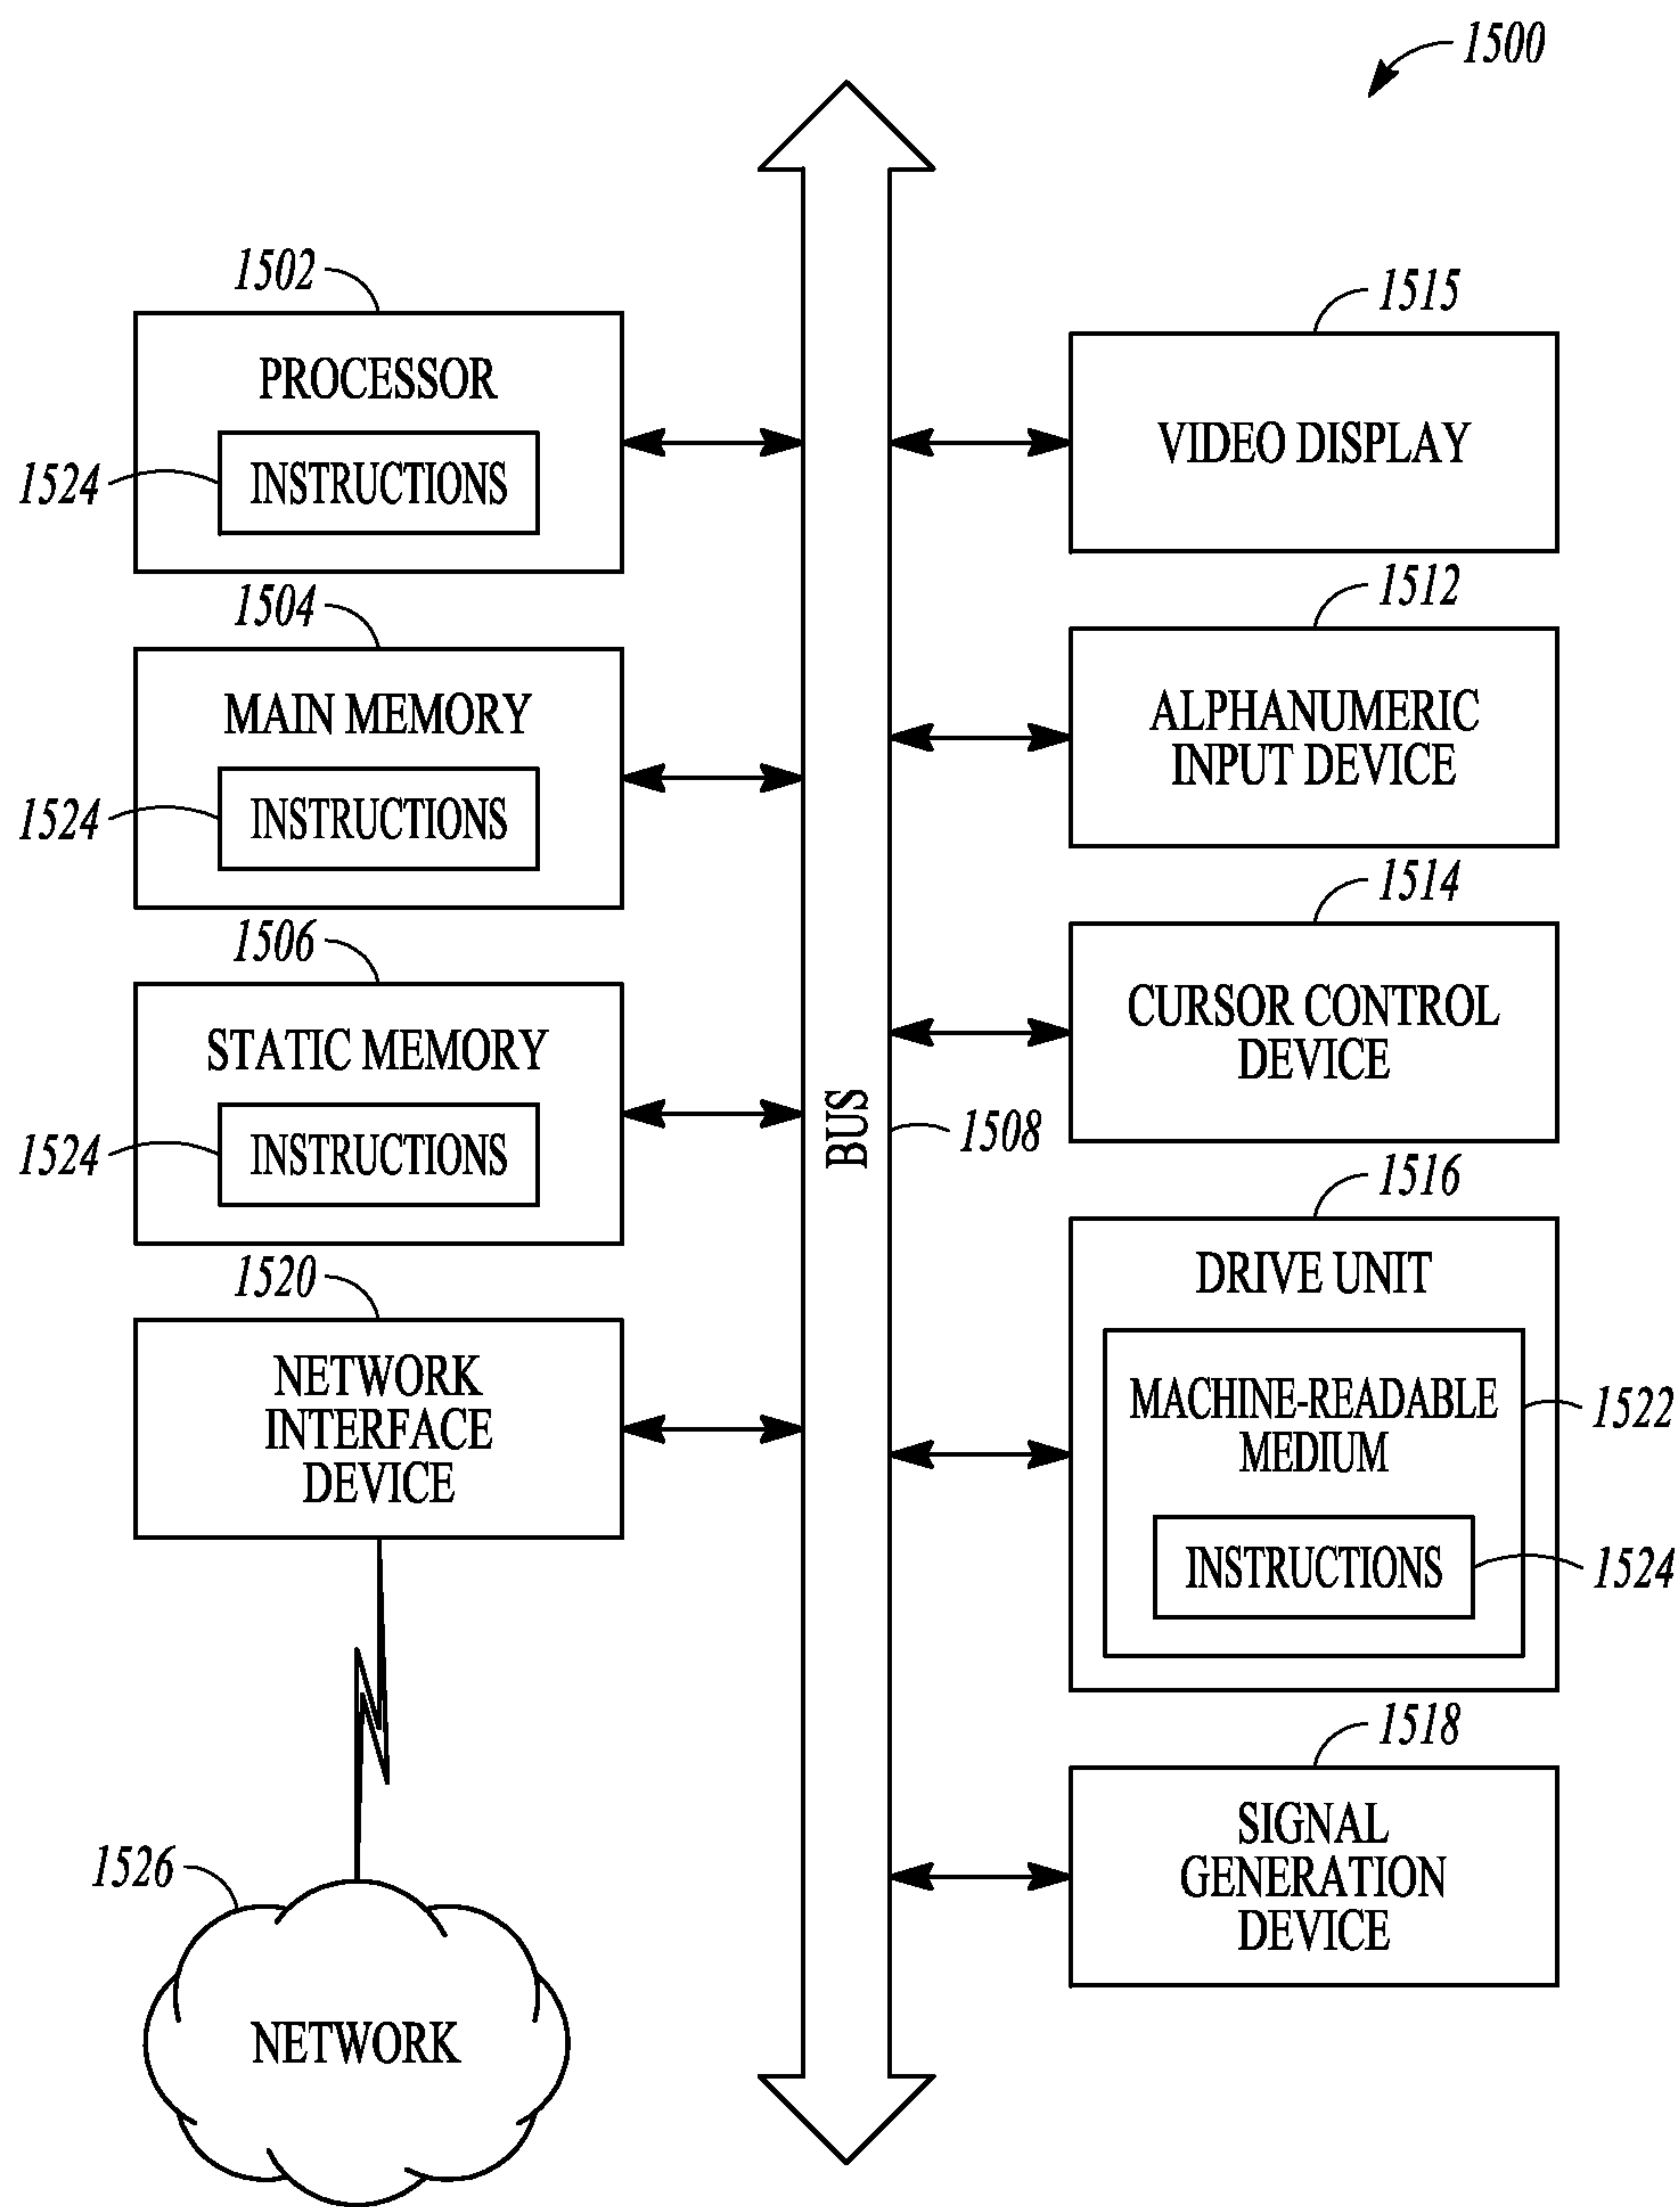 1500
1502
PROCESSOR
1524
INSTRUCTIONS
1504
MAIN MEMORY
1524
INSTRUCTIONS
1506
STATIC MEMORY
1524
INSTRUCTIONS
1520
NETWORK
INTERFACE
DEVICE
1526
NETWORK
BUS
1508
1515
VIDEO DISPLAY
1512
ALPHANUMERIC
INPUT DEVICE
1514
CURSOR CONTROL
DEVICE
1516
DRIVE UNIT
MACHINE-READABLE
MEDIUM
1522
INSTRUCTIONS
1524
1518
SIGNAL
GENERATION
DEVICE